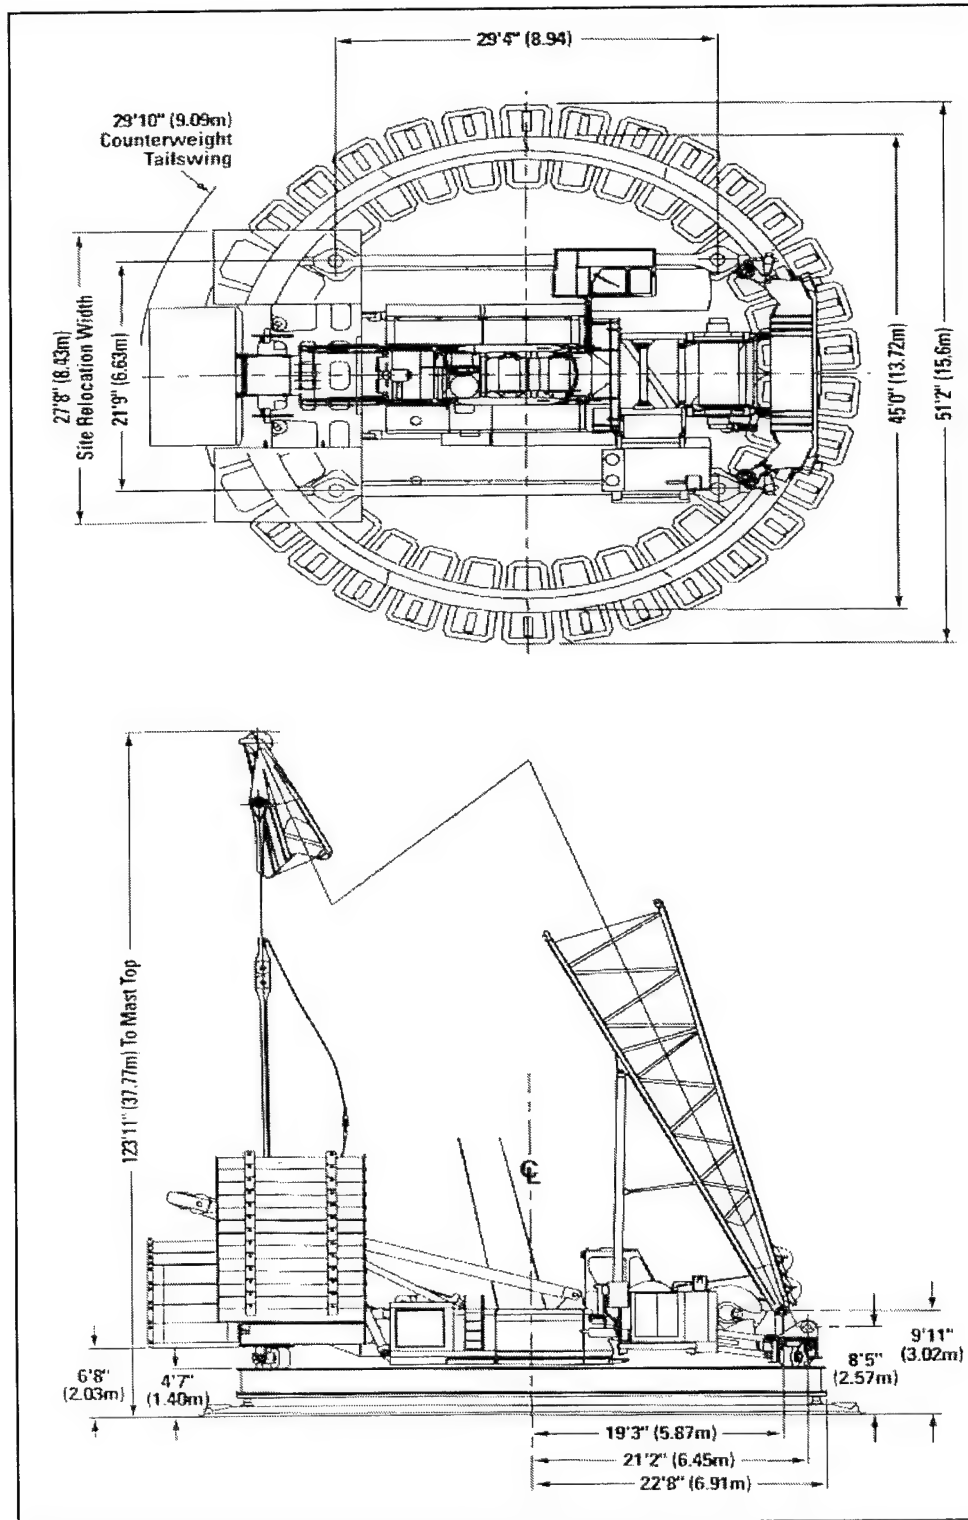 29'4" (8.94)
29'10" (9.09m)
Counterweight
Tailswing
27'8" (8.43m)
Site Relocation Width
21'9" (6.63m)
45'0" (13.72m)
51'2" (15.6m)
123'11" (37.77m) To Mast Top
CL
6'8"
(2.03m)
4'7"
(1.40m)
9'11"
(3.02m)
8'5"
(2.57m)
19'3" (5.87m)
21'2" (6.45m)
22'8" (6.91m)